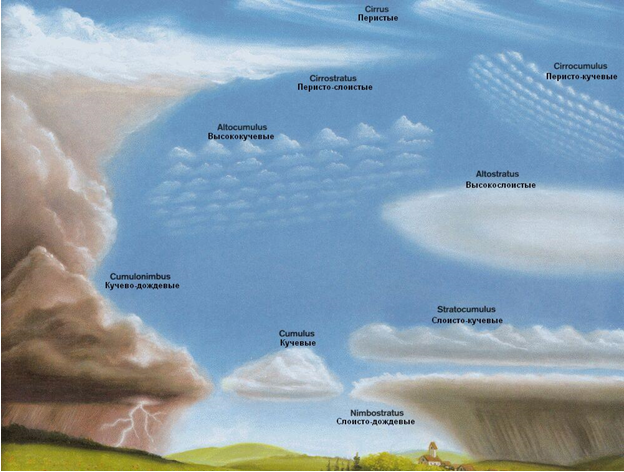 Cirrus
Перистые
Cirrocumulus
Перисто-кучевые
Cirrostratus
Перисто-слоистые
Altocumulus
Высококучевые
Altostratus
Высокослоистые
Cumulonimbus
Кучево-дождевые
Stratocumulus
Слоисто-кучевые
Cumulus
Кучевые
Nimbostratus
Слоисто-дождевые